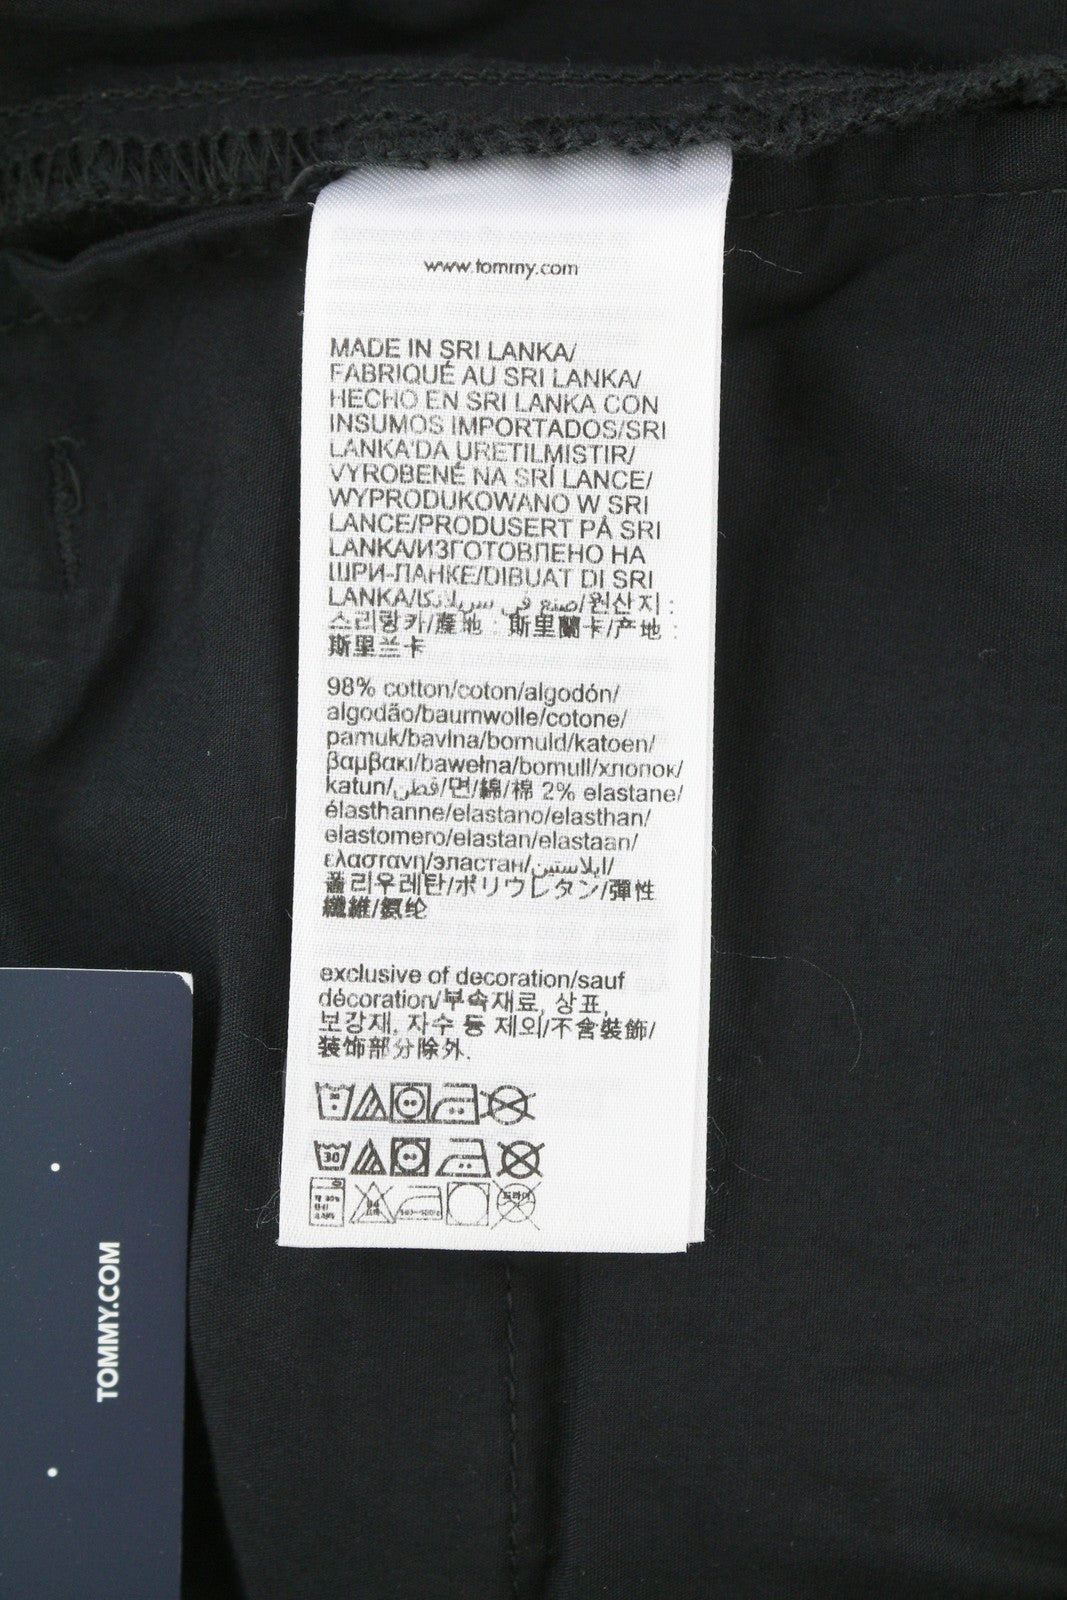 www.tommy.com
MADE IN SRI LANKA/
FABRIQUÉ AU SRI LANKA/
HECHO EN SRI LANKA CON
INSUMOS IMPORTADOS/SRI
LANKA'DA URETILMISTIR/
VYROBENÉ NA SRÍ LANCE/
WYPRODUKOWANO W SRI
LANCE/PRODUSERT PÅ SRI
LANKA/ИЗГОТОВЛЕНО НА
ШРИ-ЛАНКЕ/DIBUAT DI SRI
LANKA/صنع في سريلانكا/원산지 :
스리랑카/產地 : 斯里蘭卡/产地 :
斯里兰卡
98% cotton/coton/algodón/
algodão/baumwolle/cotone/
pamuk/bavlna/bomuld/katoen/
βαμβακι/bawełna/bomull/хлопок/
katun/قطن/면/綿/棉 2% elastane/
élasthanne/elastano/elasthan/
elastomero/elastan/elastaan/
ελαστανη/эластан/ايلاستين/
폴리우레탄/ポリウレタン/彈性
纖維/氨纶
exclusive of decoration/sauf
décoration/부속재료, 상표,
보강재, 자수 등 제외/不含裝飾/
装饰部分除外.
30
TOMMY.COM